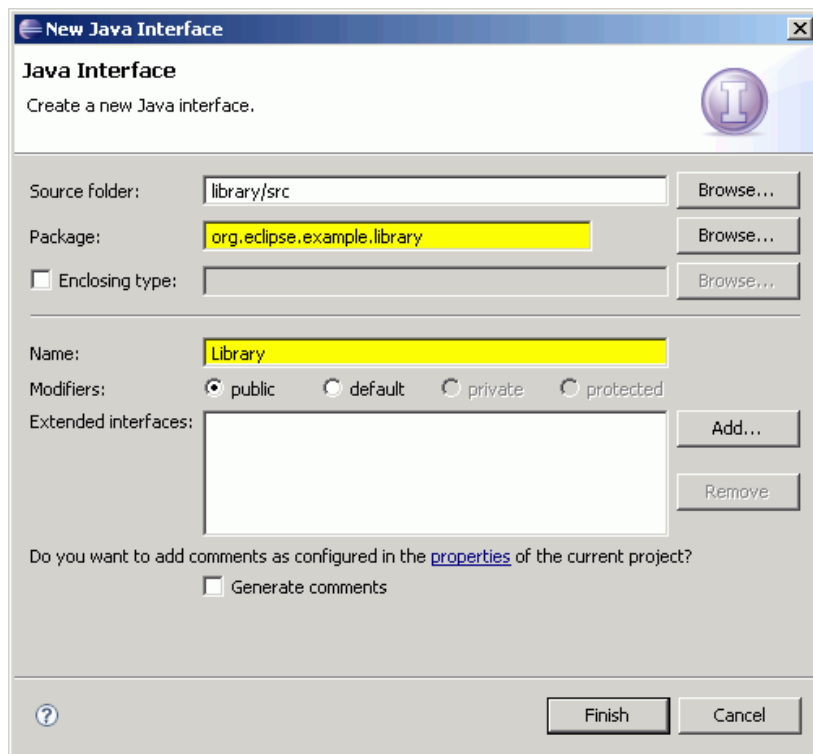 New Java Interface
Java Interface
Create a new Java interface.
I
Source folder: library/src Browse...
Package: org.eclipse.example.library Browse...
Enclosing type: Browse...
Name: Library
Modifiers: public default private protected
Extended interfaces: Add...
Remove
Do you want to add comments as configured in the properties of the current project?
Generate comments
? Finish Cancel